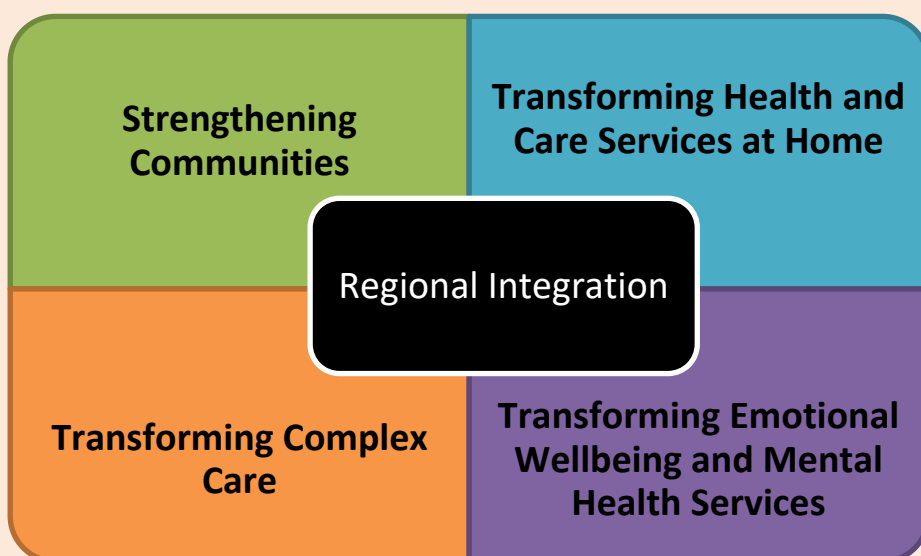 Strengthening
Communities
Transforming Health and
Care Services at Home
Regional Integration
Transforming Complex
Care
Transforming Emotional
Wellbeing and Mental
Health Services